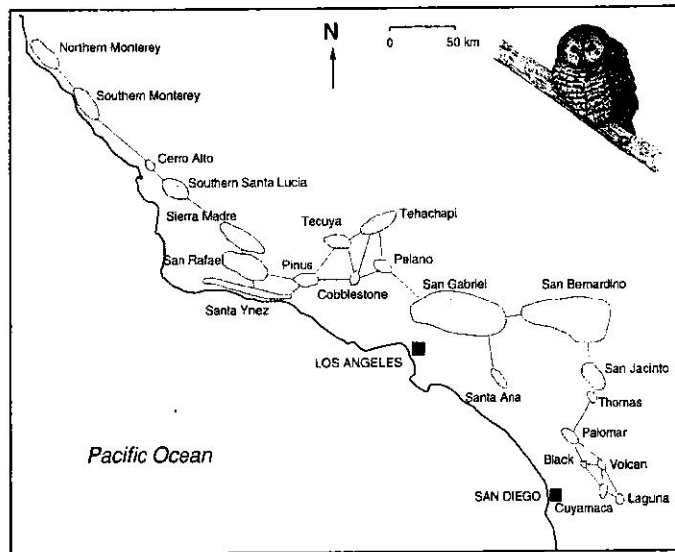 Northern Monterey
N
0 50 km
Southern Monterey
Cerro Alto
Southern Santa Lucia
Sierra Madre
Tecuya
Tehachapi
San Rafael
Pinus
Pelano
Cobblestone
San Gabriel
San Bernardino
Santa Ynez
LOS ANGELES
San Jacinto
Santa Ana
Thomas
Palomar
Pacific Ocean
Black
Volcan
SAN DIEGO
Cuyamaca
Laguna